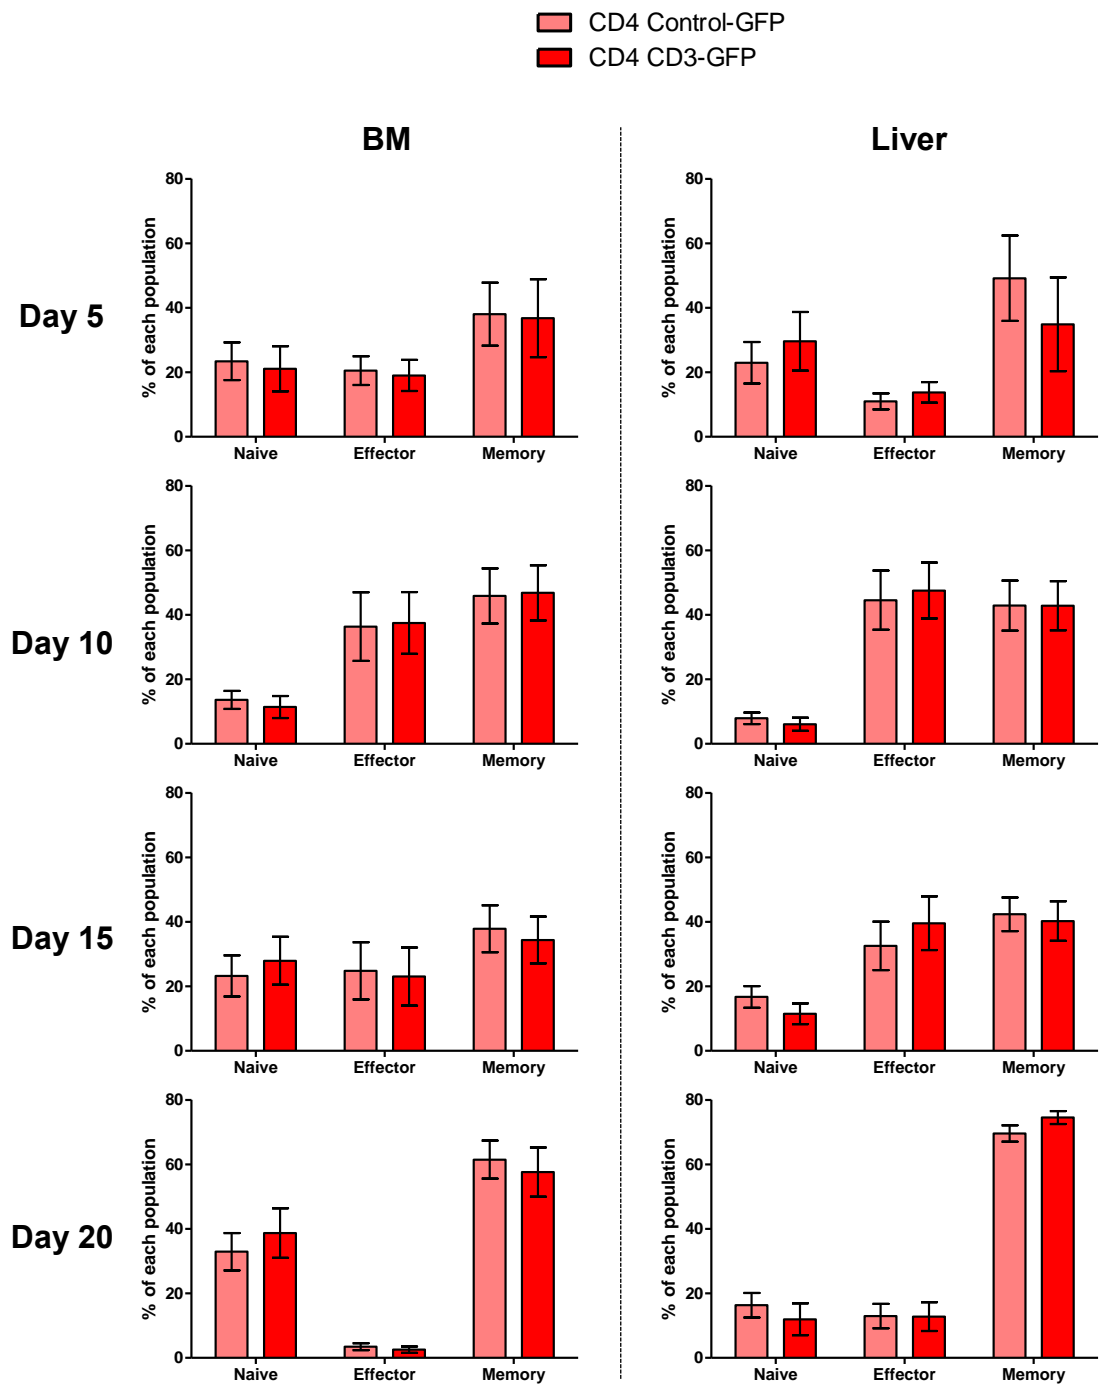 CD4 Control-GFP
CD4 CD3-GFP
BM
Liver
Day 5
% of each population
80
60
40
20
0
Naive Effector Memory
% of each population
80
60
40
20
0
Naive Effector Memory
Day 10
% of each population
80
60
40
20
0
Naive Effector Memory
% of each population
80
60
40
20
0
Naive Effector Memory
Day 15
% of each population
80
60
40
20
0
Naive Effector Memory
% of each population
80
60
40
20
0
Naive Effector Memory
Day 20
% of each population
80
60
40
20
0
Naive Effector Memory
% of each population
80
60
40
20
0
Naive Effector Memory